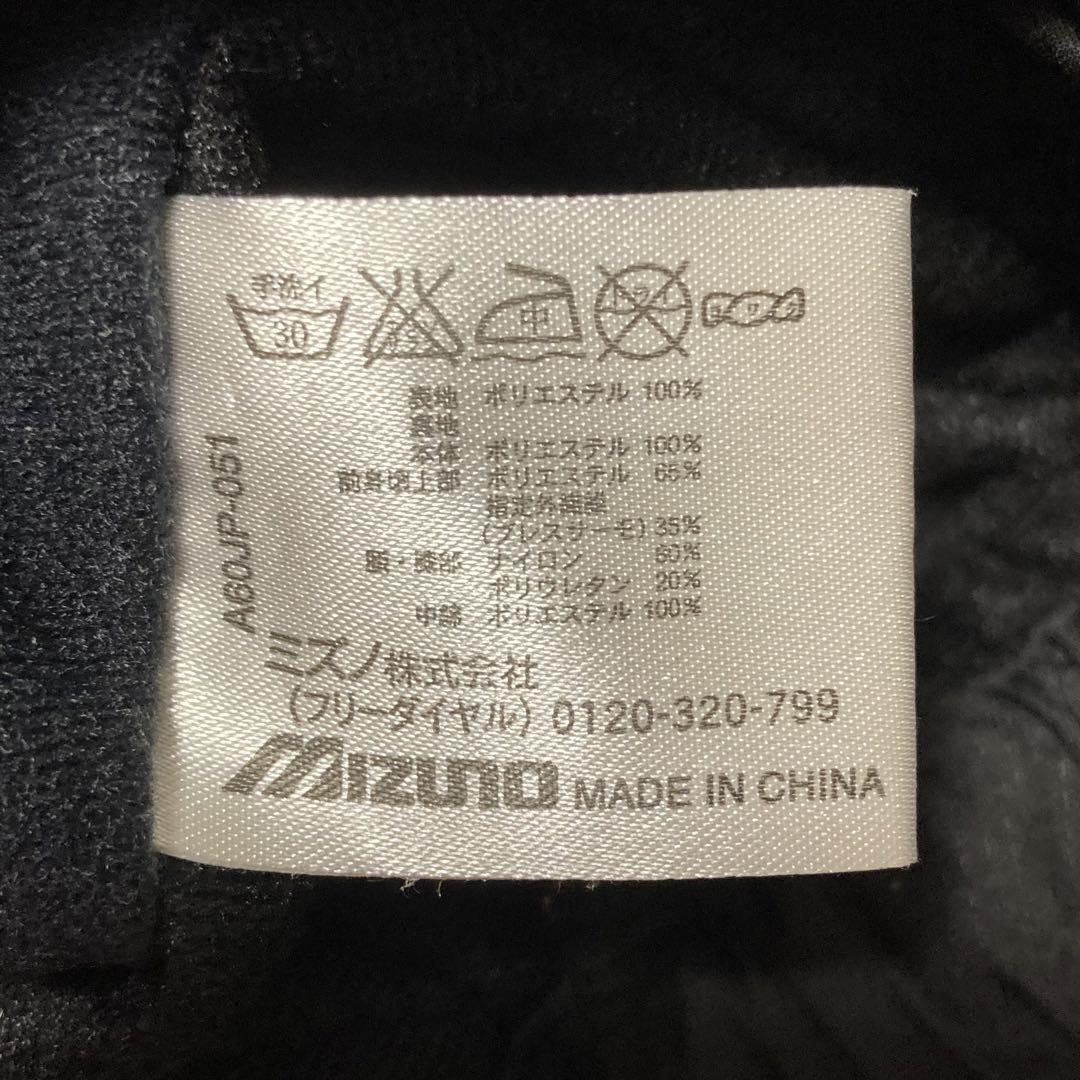 手洗イ
30
中
ドライ
表地 ポリエステル 100%
裏地
本体 ポリエステル 100%
前身頃上部 ポリエステル 65%
指定外繊維
(ブレスサーモ) 35%
ナイロン 80%
ポリウレタン 20%
中綿 ポリエステル 100%
A60JP-051
ミズノ株式会社
(フリーダイヤル) 0120-320-799
MIZUNO MADE IN CHINA